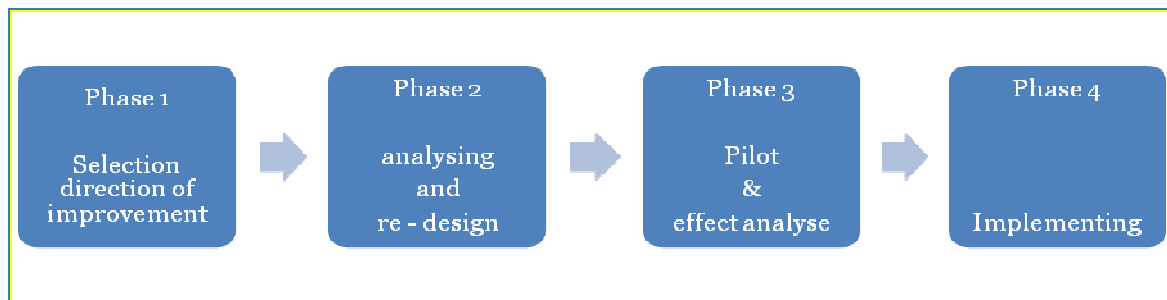 Phase 1
Selection
direction of
improvement
Phase 2
analysing
and
re - design
Phase 3
Pilot
&
effect analyse
Phase 4
Implementing